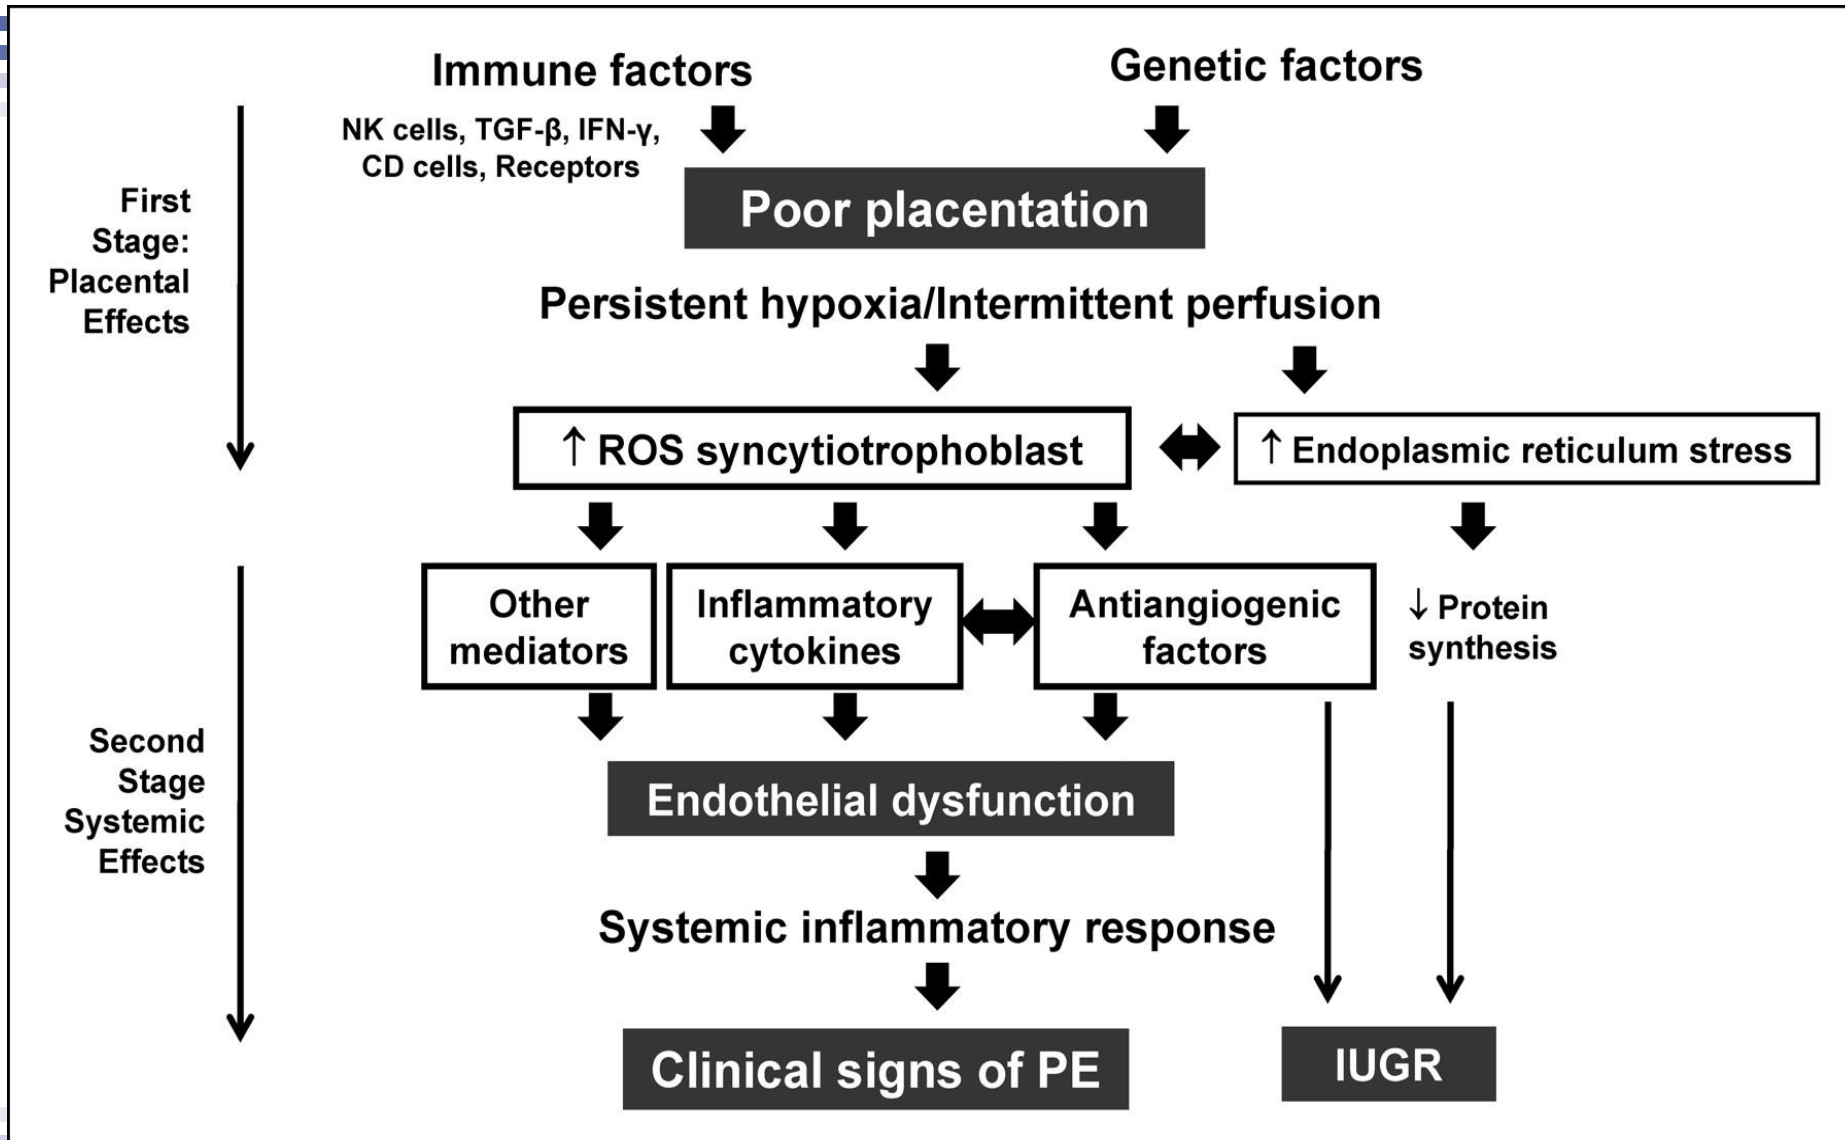 Immune factors
Genetic factors
NK cells, TGF-β, IFN-γ,
CD cells, Receptors
First
Stage:
Placental
Effects
Poor placentation
Persistent hypoxia/Intermittent perfusion
↑ ROS syncytiotrophoblast
↑ Endoplasmic reticulum stress
Other
mediators
Inflammatory
cytokines
Antiangiogenic
factors
↓ Protein
synthesis
Second
Stage
Systemic
Effects
Endothelial dysfunction
Systemic inflammatory response
Clinical signs of PE
IUGR